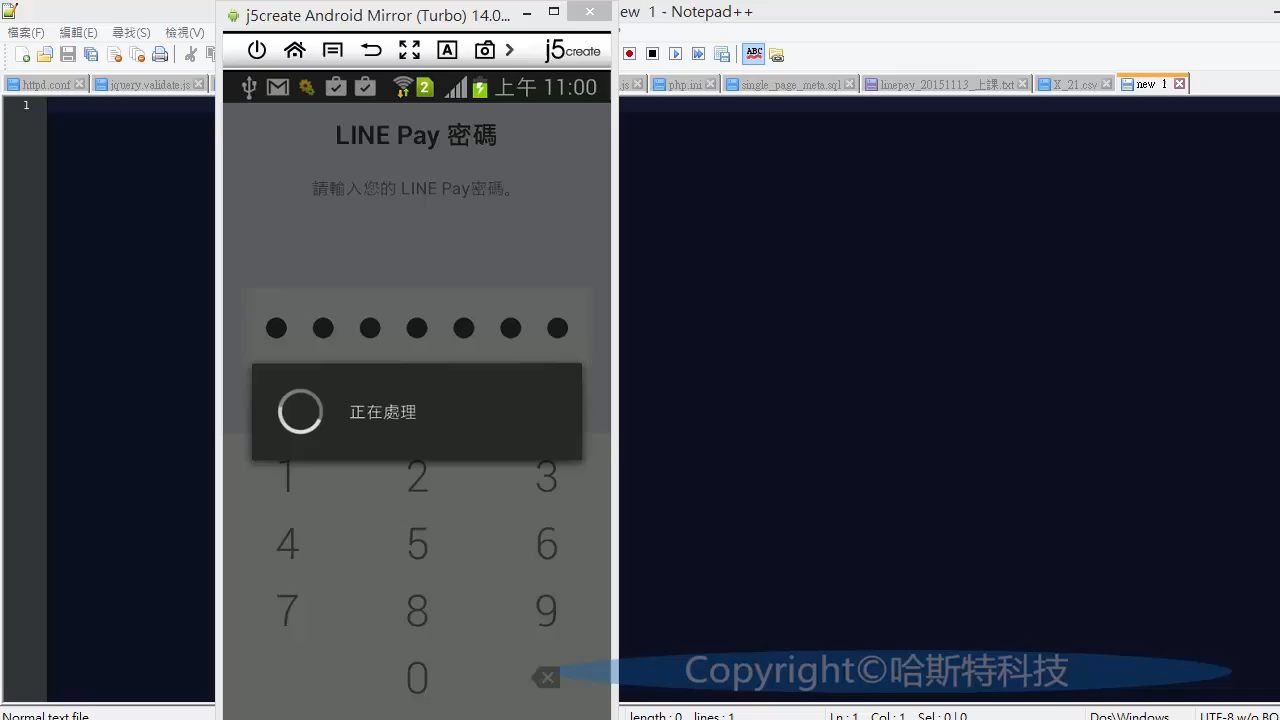 j5create Android Mirror (Turbo) 14.0...
ew 1 - Notepad++
檔案(F) 編輯(E) 尋找(S) 檢視(V)
j5create
ABC
httpd.conf
jquery.validate.js
js
php.ini
single_page_meta.sql
linepay_20151113_上課.txt
X_21.csv
new 1
2
上午 11:00
1
LINE Pay 密碼
請輸入您的 LINE Pay密碼。
正在處理
1 2 3
4 5 6
7 8 9
0
Copyright©哈斯特科技
Normal text file
length : 0 lines : 1
Ln : 1 Col : 1 Sel : 0 | 0
Dos\Windows
UTF-8 w/o BO